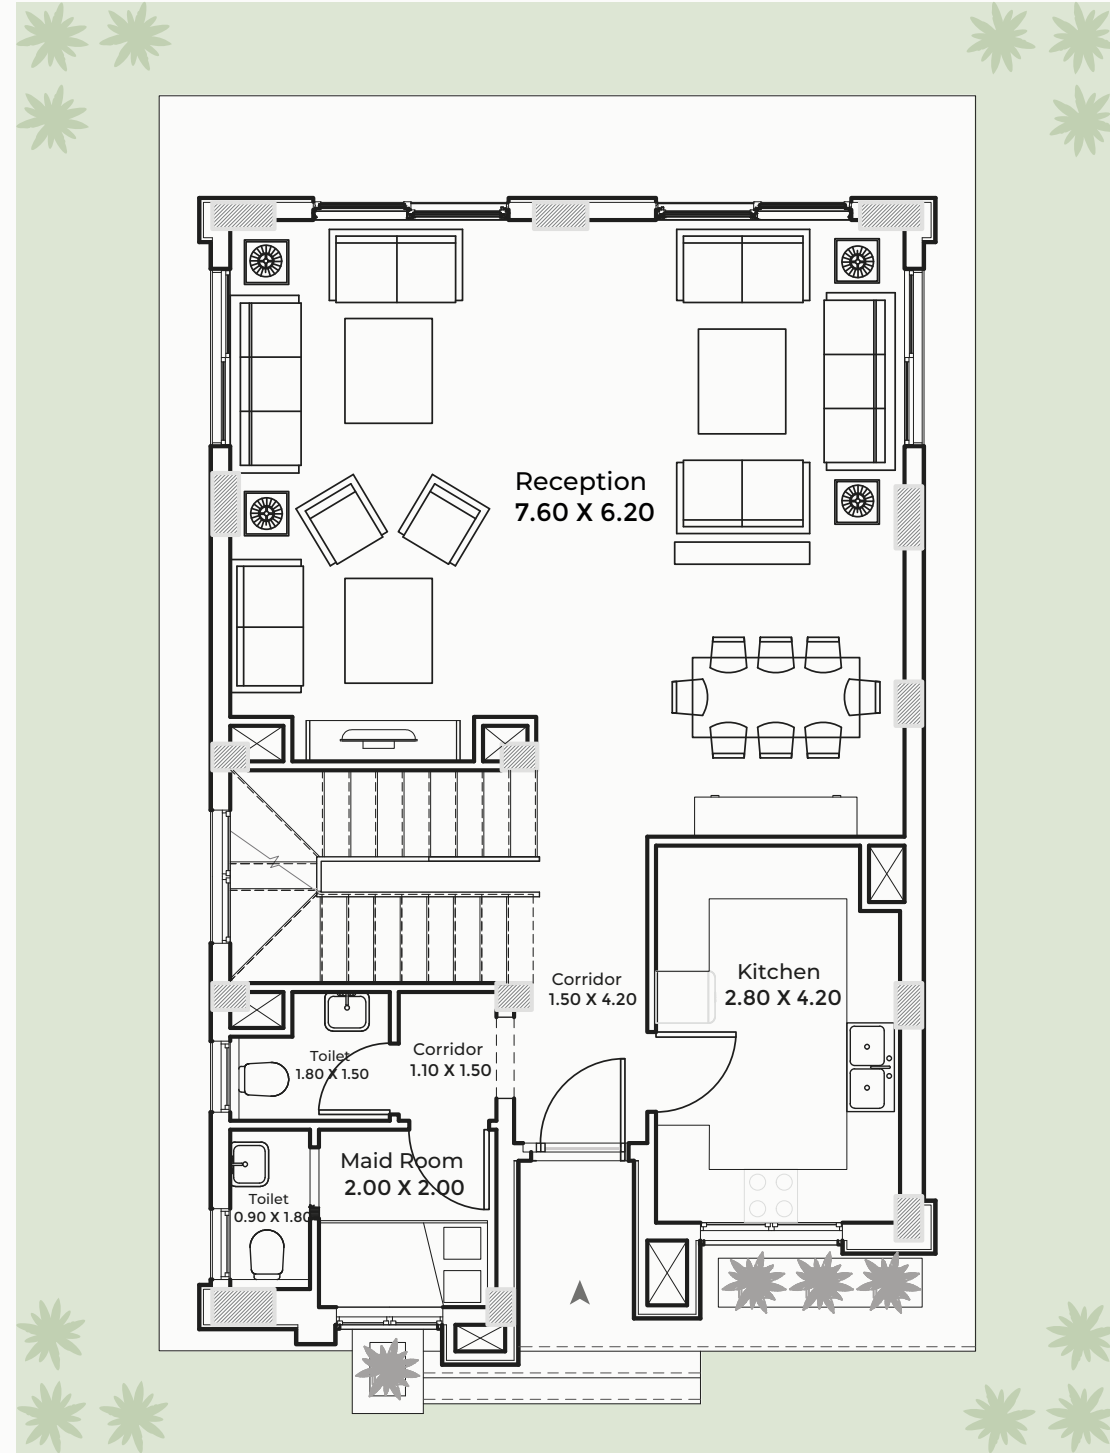 Reception
7.60 X 6.20
Kitchen
2.80 X 4.20
Corridor
1.50 X 4.20
Toilet
1.80 X 1.50
Corridor
1.10 X 1.50
Maid Room
2.00 X 2.00
Toilet
0.90 X 1.80